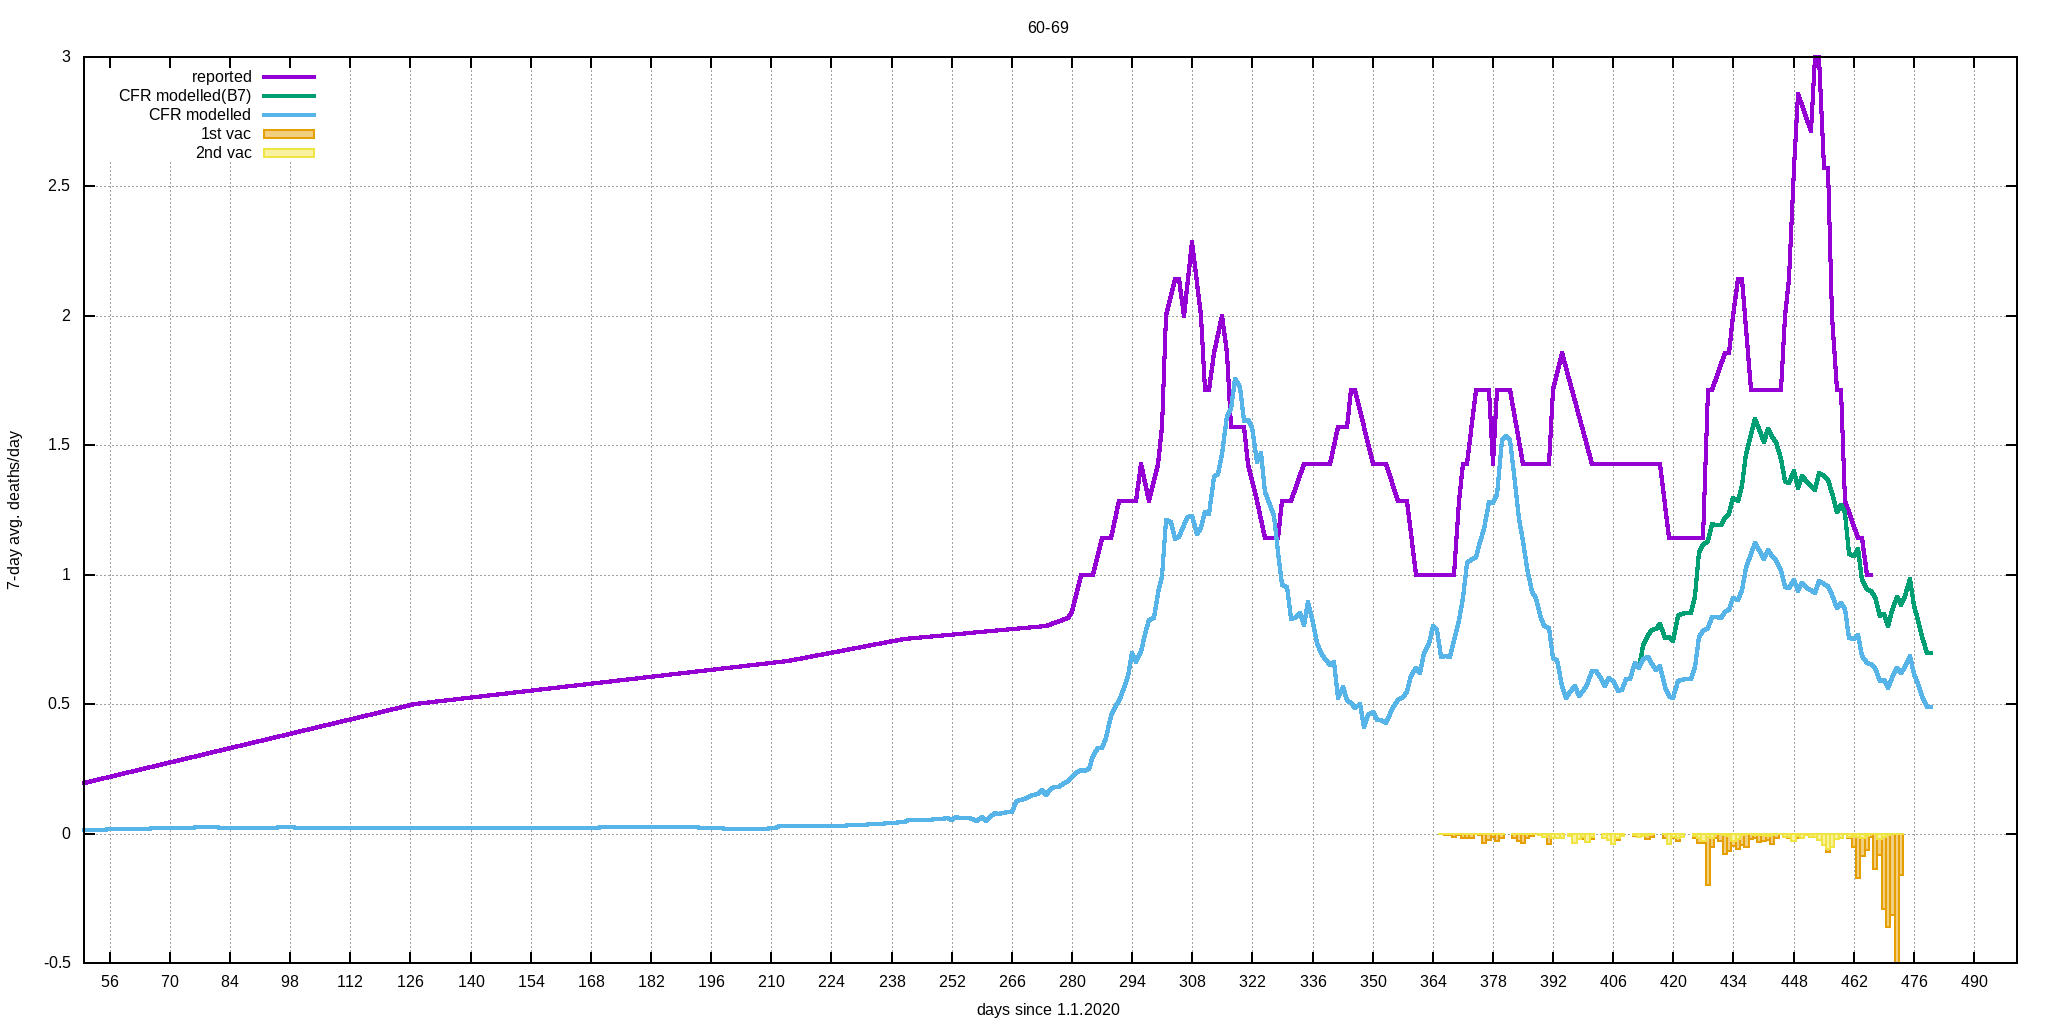 60-69
reported
CFR modelled(B7)
CFR modelled
1st vac
2nd vac
3
2.5
2
1.5
1
0.5
0
-0.5
7-day avg. deaths/day
56 70 84 98 112 126 140 154 168 182 196 210 224 238 252 266 280 294 308 322 336 350 364 378 392 406 420 434 448 462 476 490
days since 1.1.2020